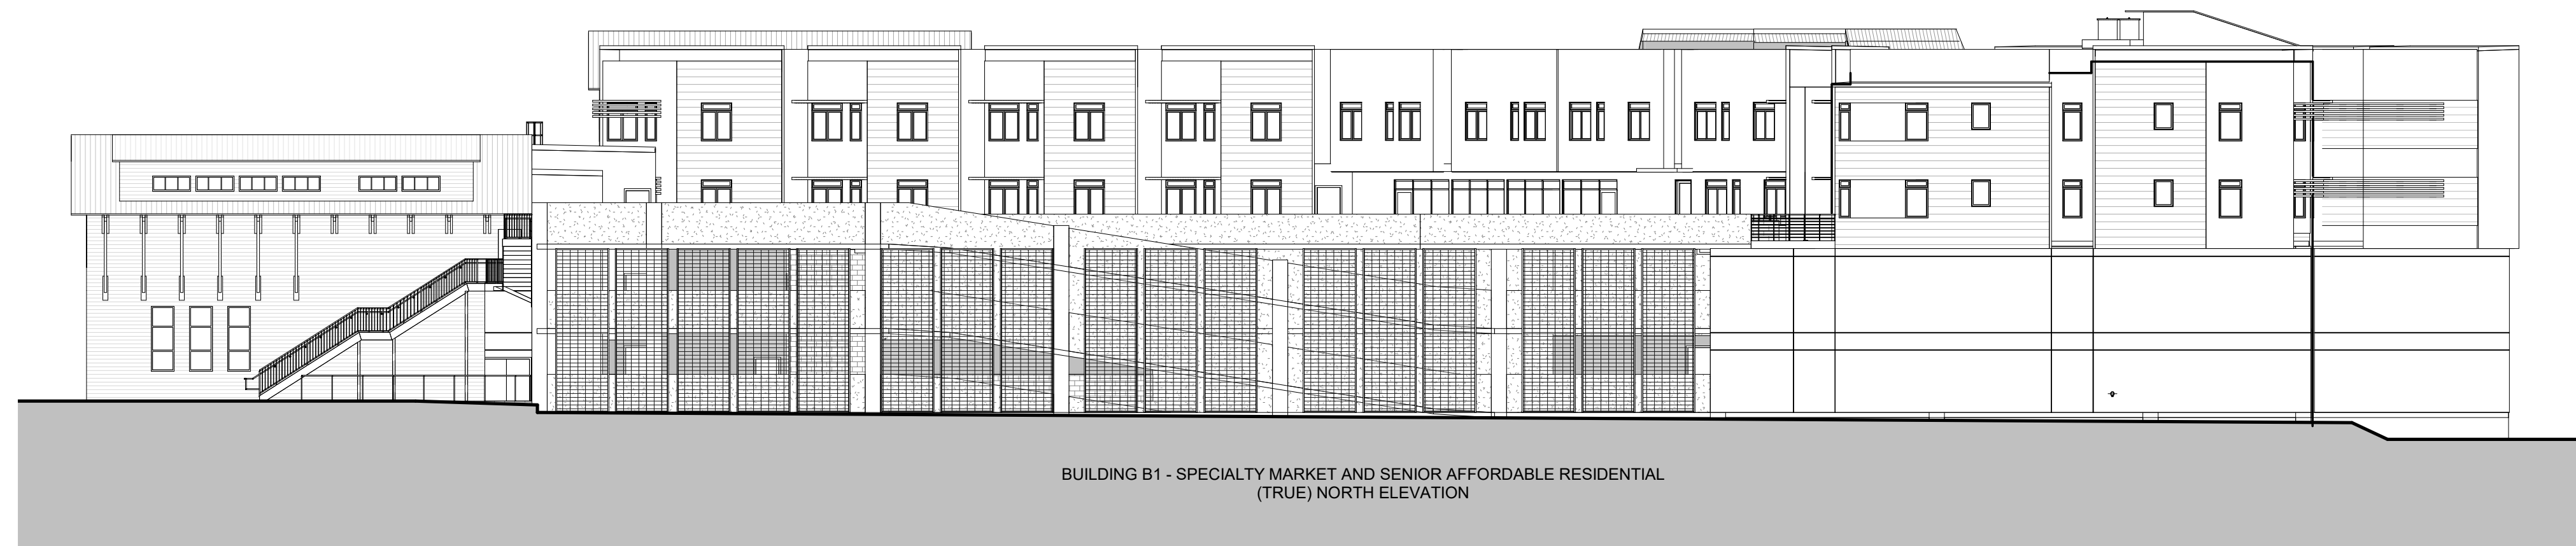 BUILDING B1 - SPECIALTY MARKET AND SENIOR AFFORDABLE RESIDENTIAL
(TRUE) NORTH ELEVATION